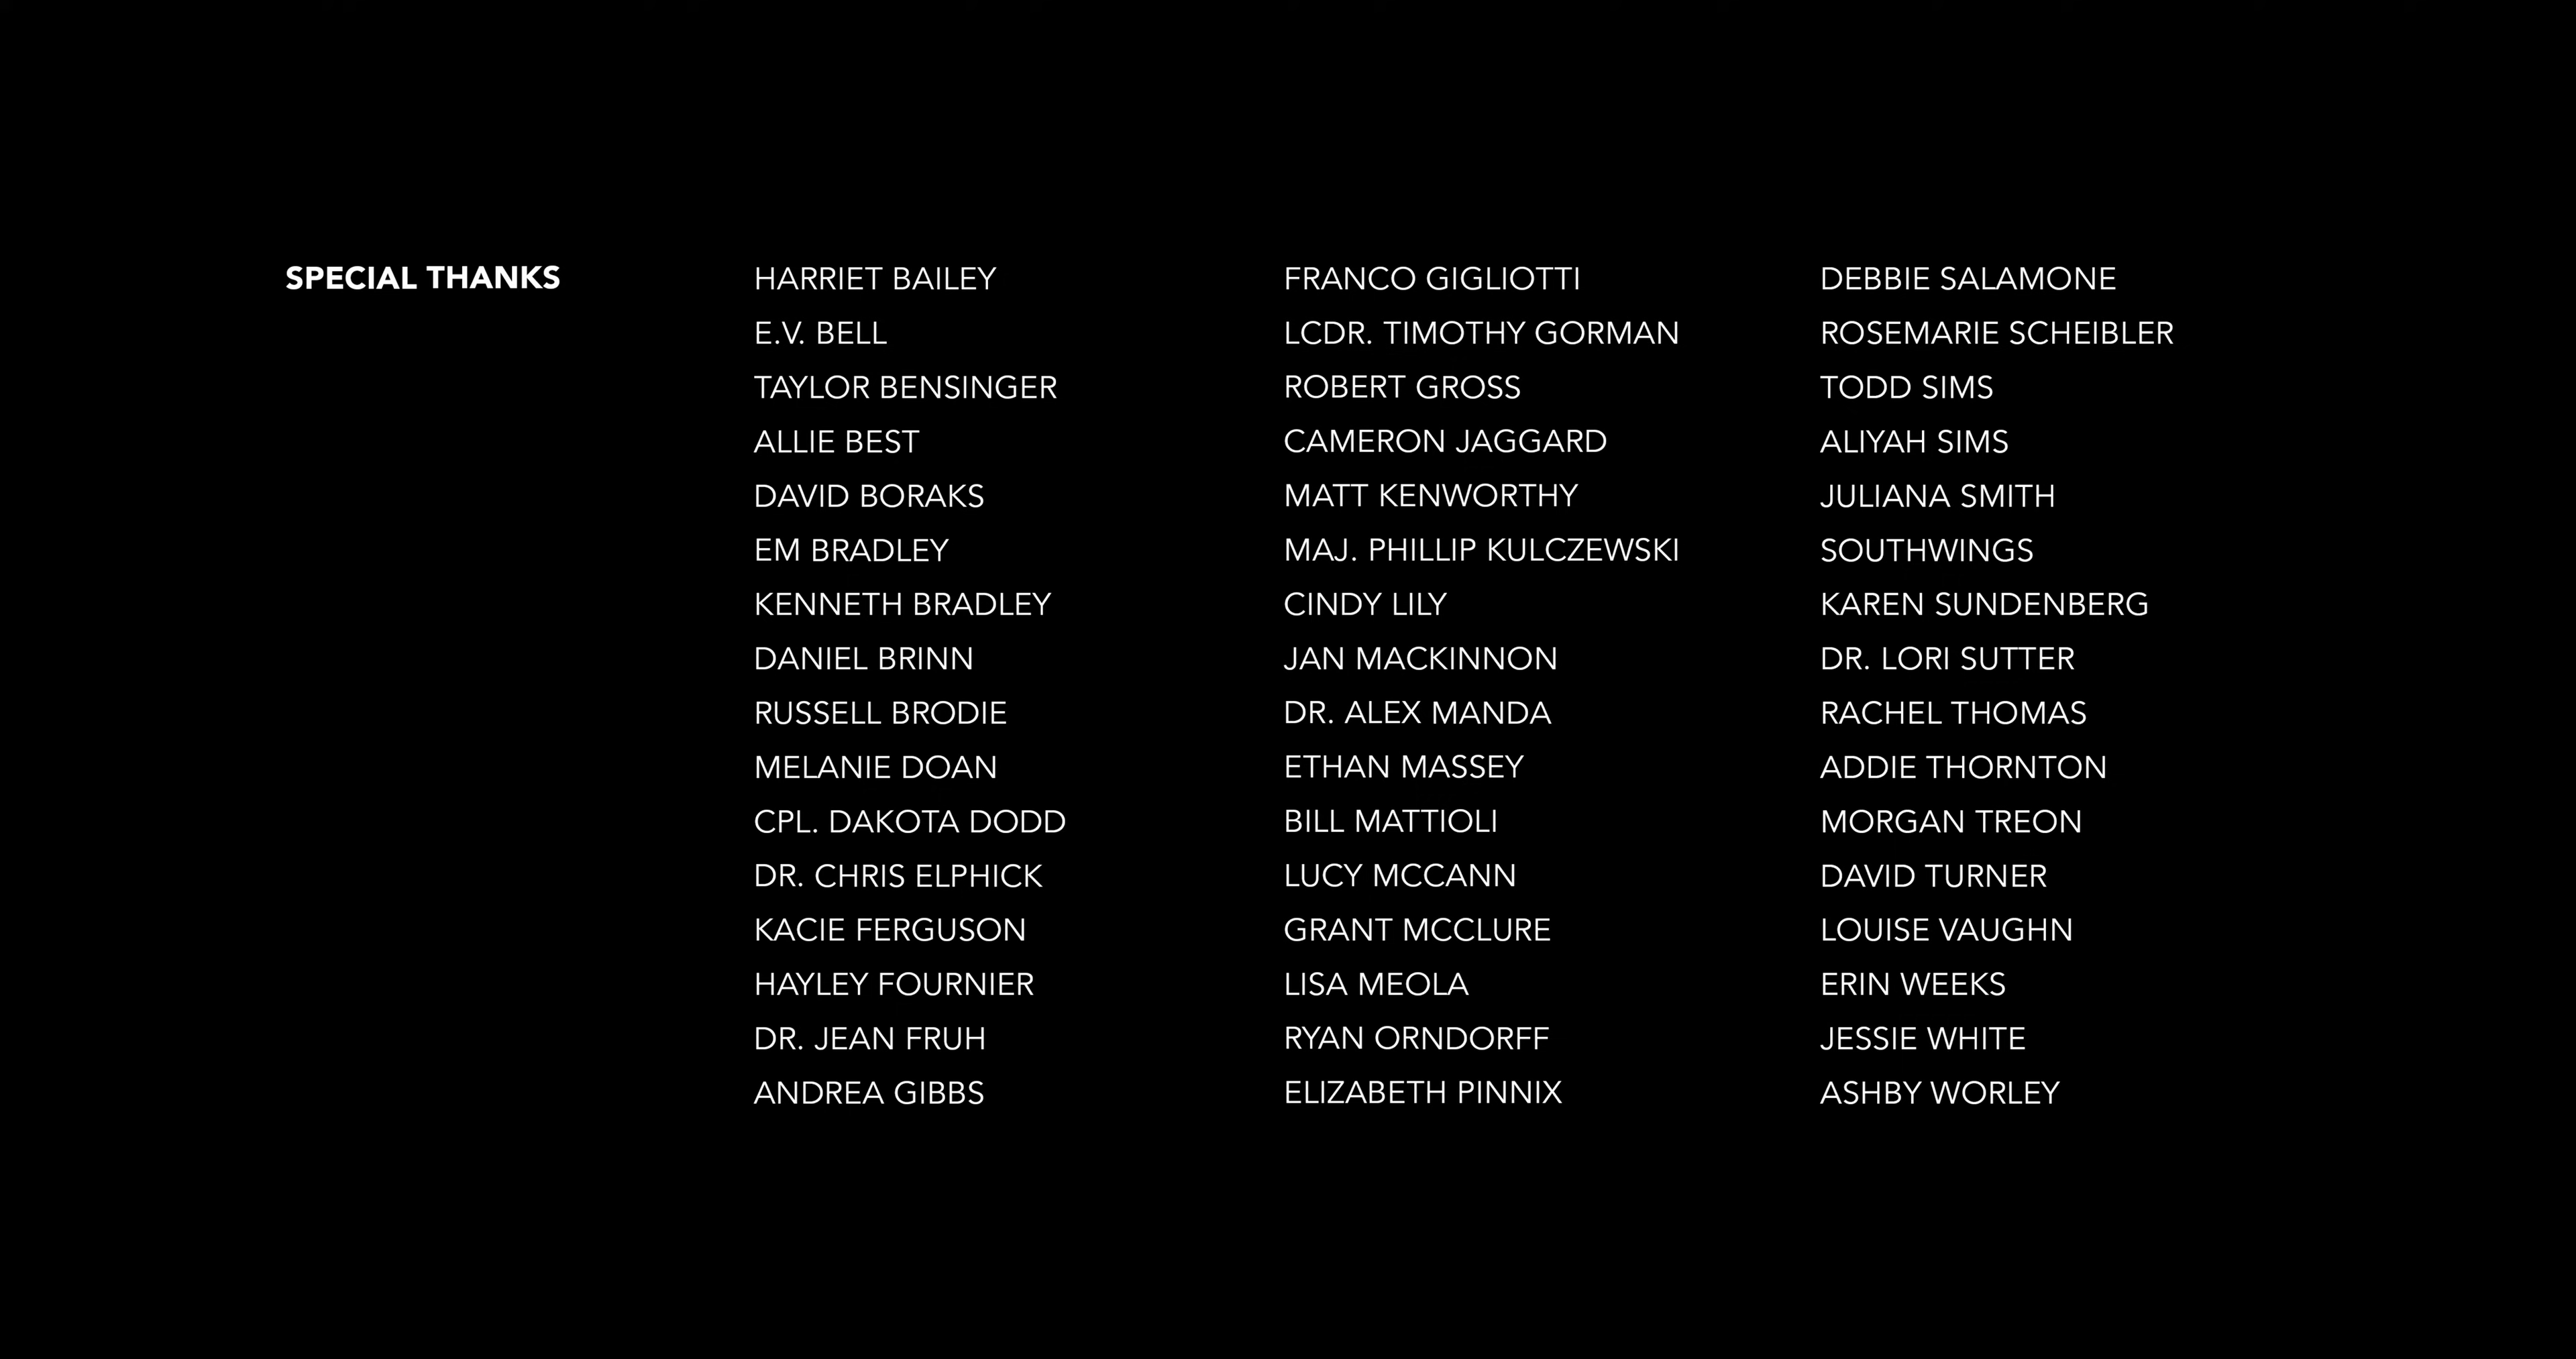 SPECIAL THANKS
HARRIET BAILEY
E.V. BELL
TAYLOR BENSINGER
ALLIE BEST
DAVID BORAKS
EM BRADLEY
KENNETH BRADLEY
DANIEL BRINN
RUSSELL BRODIE
MELANIE DOAN
CPL. DAKOTA DODD
DR. CHRIS ELPHICK
KACIE FERGUSON
HAYLEY FOURNIER
DR. JEAN FRUH
ANDREA GIBBS
FRANCO GIGLIOTTI
LCDR. TIMOTHY GORMAN
ROBERT GROSS
CAMERON JAGGARD
MATT KENWORTHY
MAJ. PHILLIP KULCZEWSKI
CINDY LILY
JAN MACKINNON
DR. ALEX MANDA
ETHAN MASSEY
BILL MATTIOLI
LUCY MCCANN
GRANT MCCLURE
LISA MEOLA
RYAN ORNDORFF
ELIZABETH PINNIX
DEBBIE SALAMONE
ROSEMARIE SCHEIBLER
TODD SIMS
ALIYAH SIMS
JULIANA SMITH
SOUTHWINGS
KAREN SUNDENBERG
DR. LORI SUTTER
RACHEL THOMAS
ADDIE THORNTON
MORGAN TREON
DAVID TURNER
LOUISE VAUGHN
ERIN WEEKS
JESSIE WHITE
ASHBY WORLEY